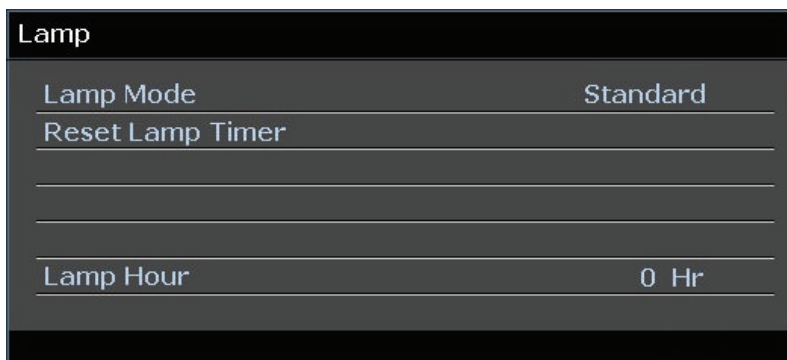 Lamp
Lamp Mode Standard
Reset Lamp Timer
Lamp Hour 0 Hr